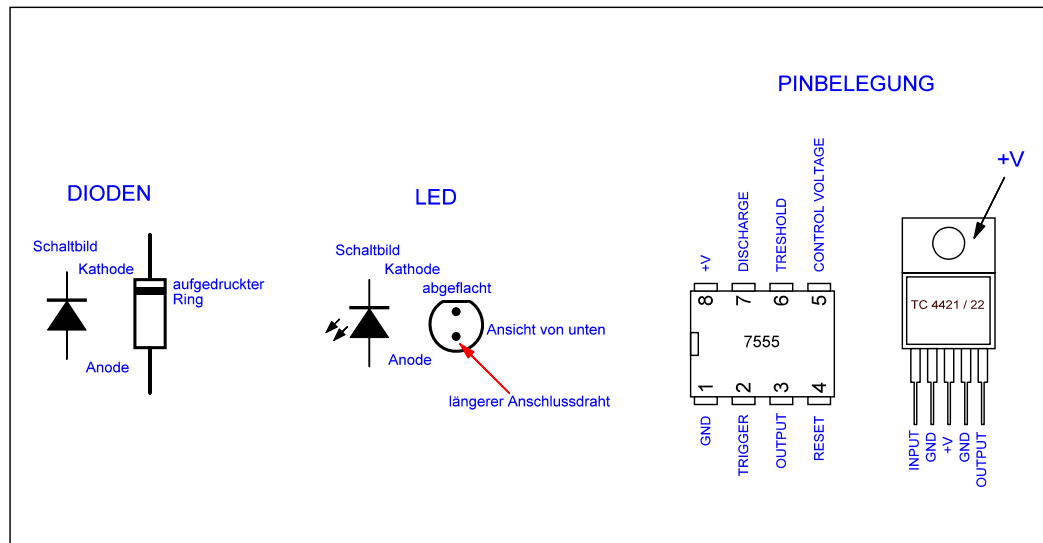 PINBELEGUNG
DIODEN
Schaltbild
Kathode
aufgedruckter
Ring
Anode
LED
Schaltbild
Kathode
abgeflacht
Ansicht von unten
Anode
längerer Anschlussdraht
+V
DISCHARGE
TRESHOLD
CONTROL VOLTAGE
8
7
6
5
7555
1
2
3
4
GND
TRIGGER
OUTPUT
RESET
+V
TC 4421 / 22
INPUT
GND
+V
GND
OUTPUT